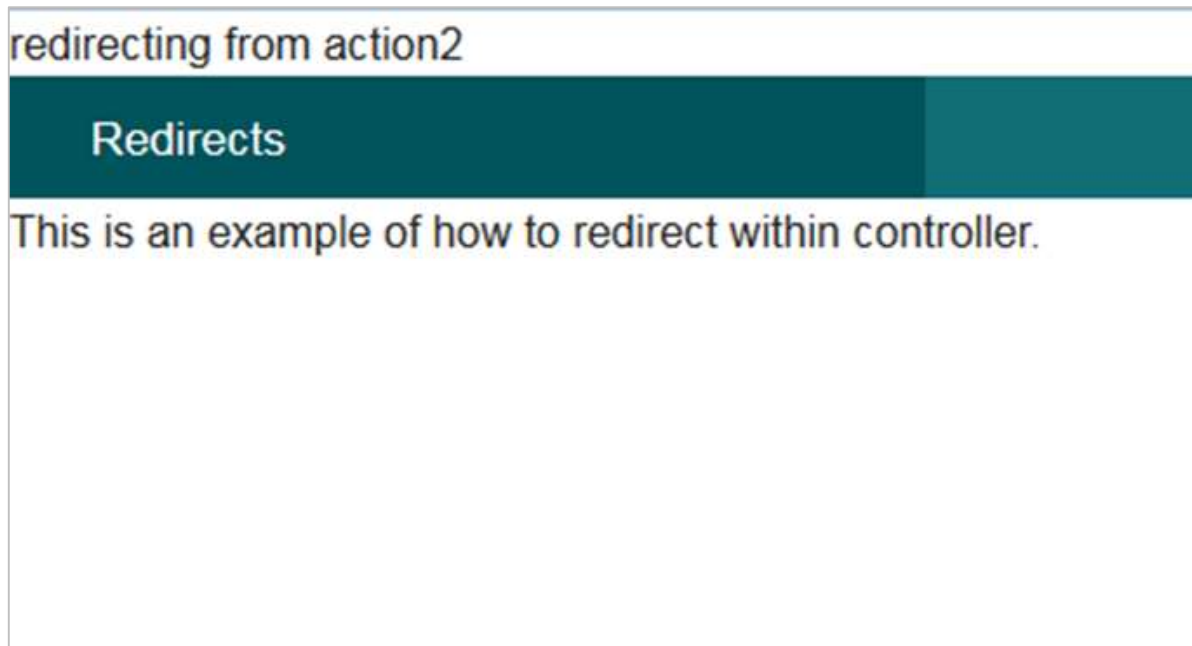 redirecting from action2
Redirects
This is an example of how to redirect within controller.